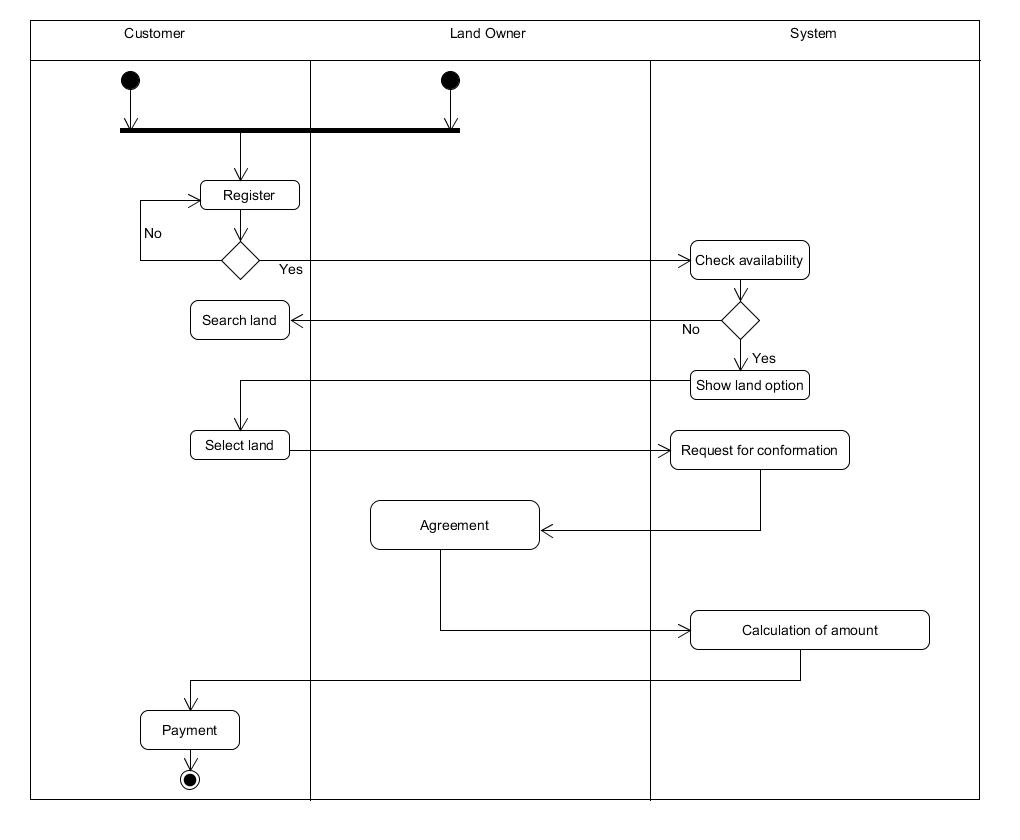 Customer
Land Owner
System
Register
No
Yes
Check availability
Search land
No
Yes
Show land option
Select land
Request for conformation
Agreement
Calculation of amount
Payment